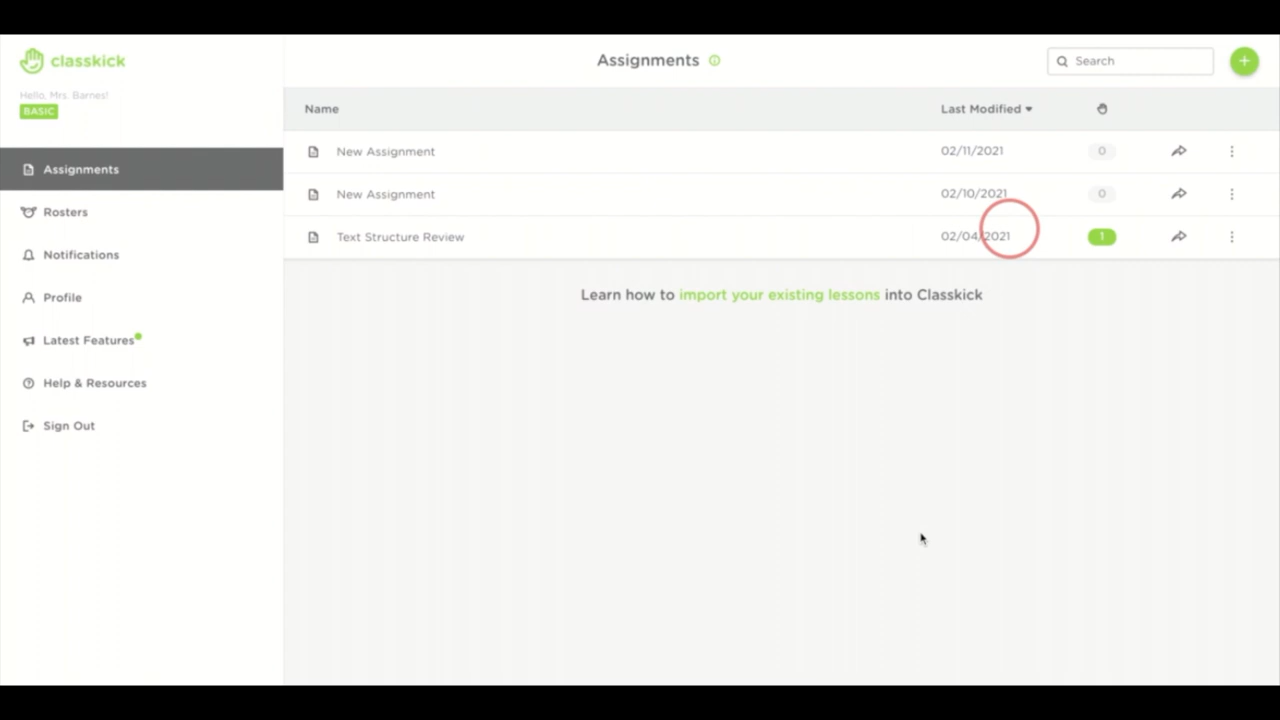 classkick
Hello, Mrs. Barnes!
BASIC
Assignments
Rosters
Notifications
Profile
Latest Features
Help & Resources
Sign Out
Assignments
Search
Name Last Modified
New Assignment 02/11/2021 0
New Assignment 02/10/2021 0
Text Structure Review 02/04/2021 1
Learn how to import your existing lessons into Classkick